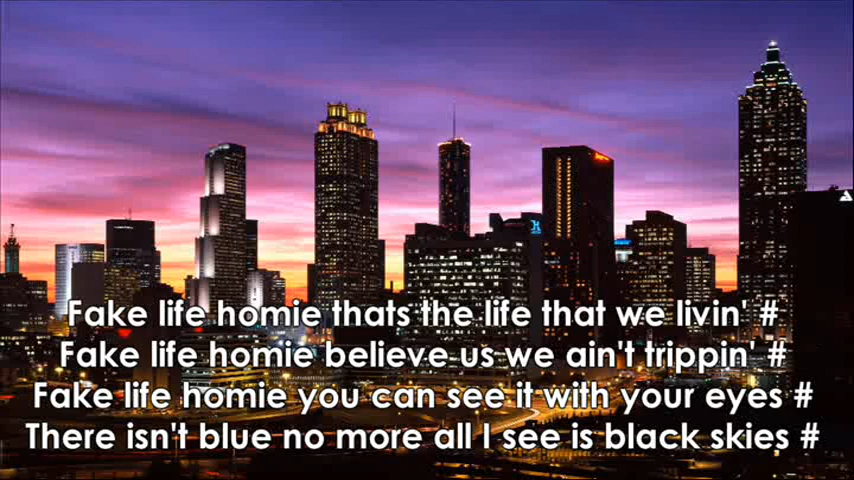 Fake life homie thats the life that we livin' #
Fake life homie believe us we ain't trippin' #
Fake life homie you can see it with your eyes #
There isn't blue no more all I see is black skies #